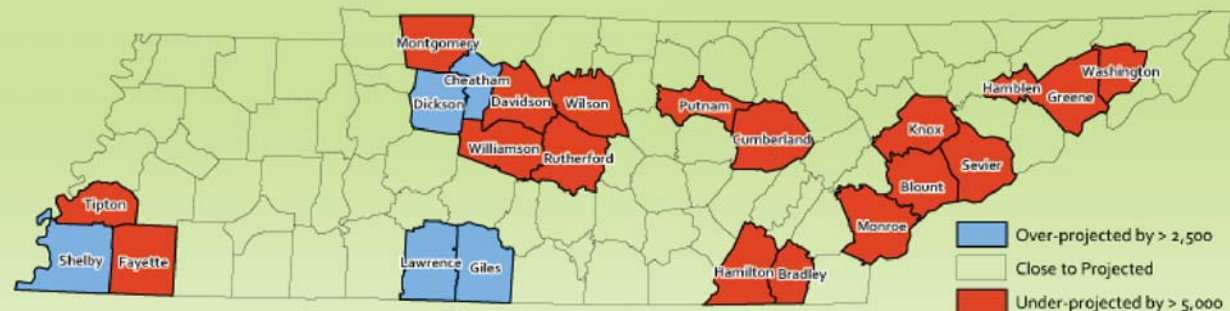 Montgomery
Cheatham
Dickson
Davidson
Wilson
Williamson
Rutherford
Putnam
Cumberland
Knox
Hamblen
Greene
Washington
Sevier
Blount
Monroe
Tipton
Shelby
Fayette
Lawrence
Giles
Hamilton
Bradley
Over-projected by > 2,500
Close to Projected
Under-projected by > 5,000